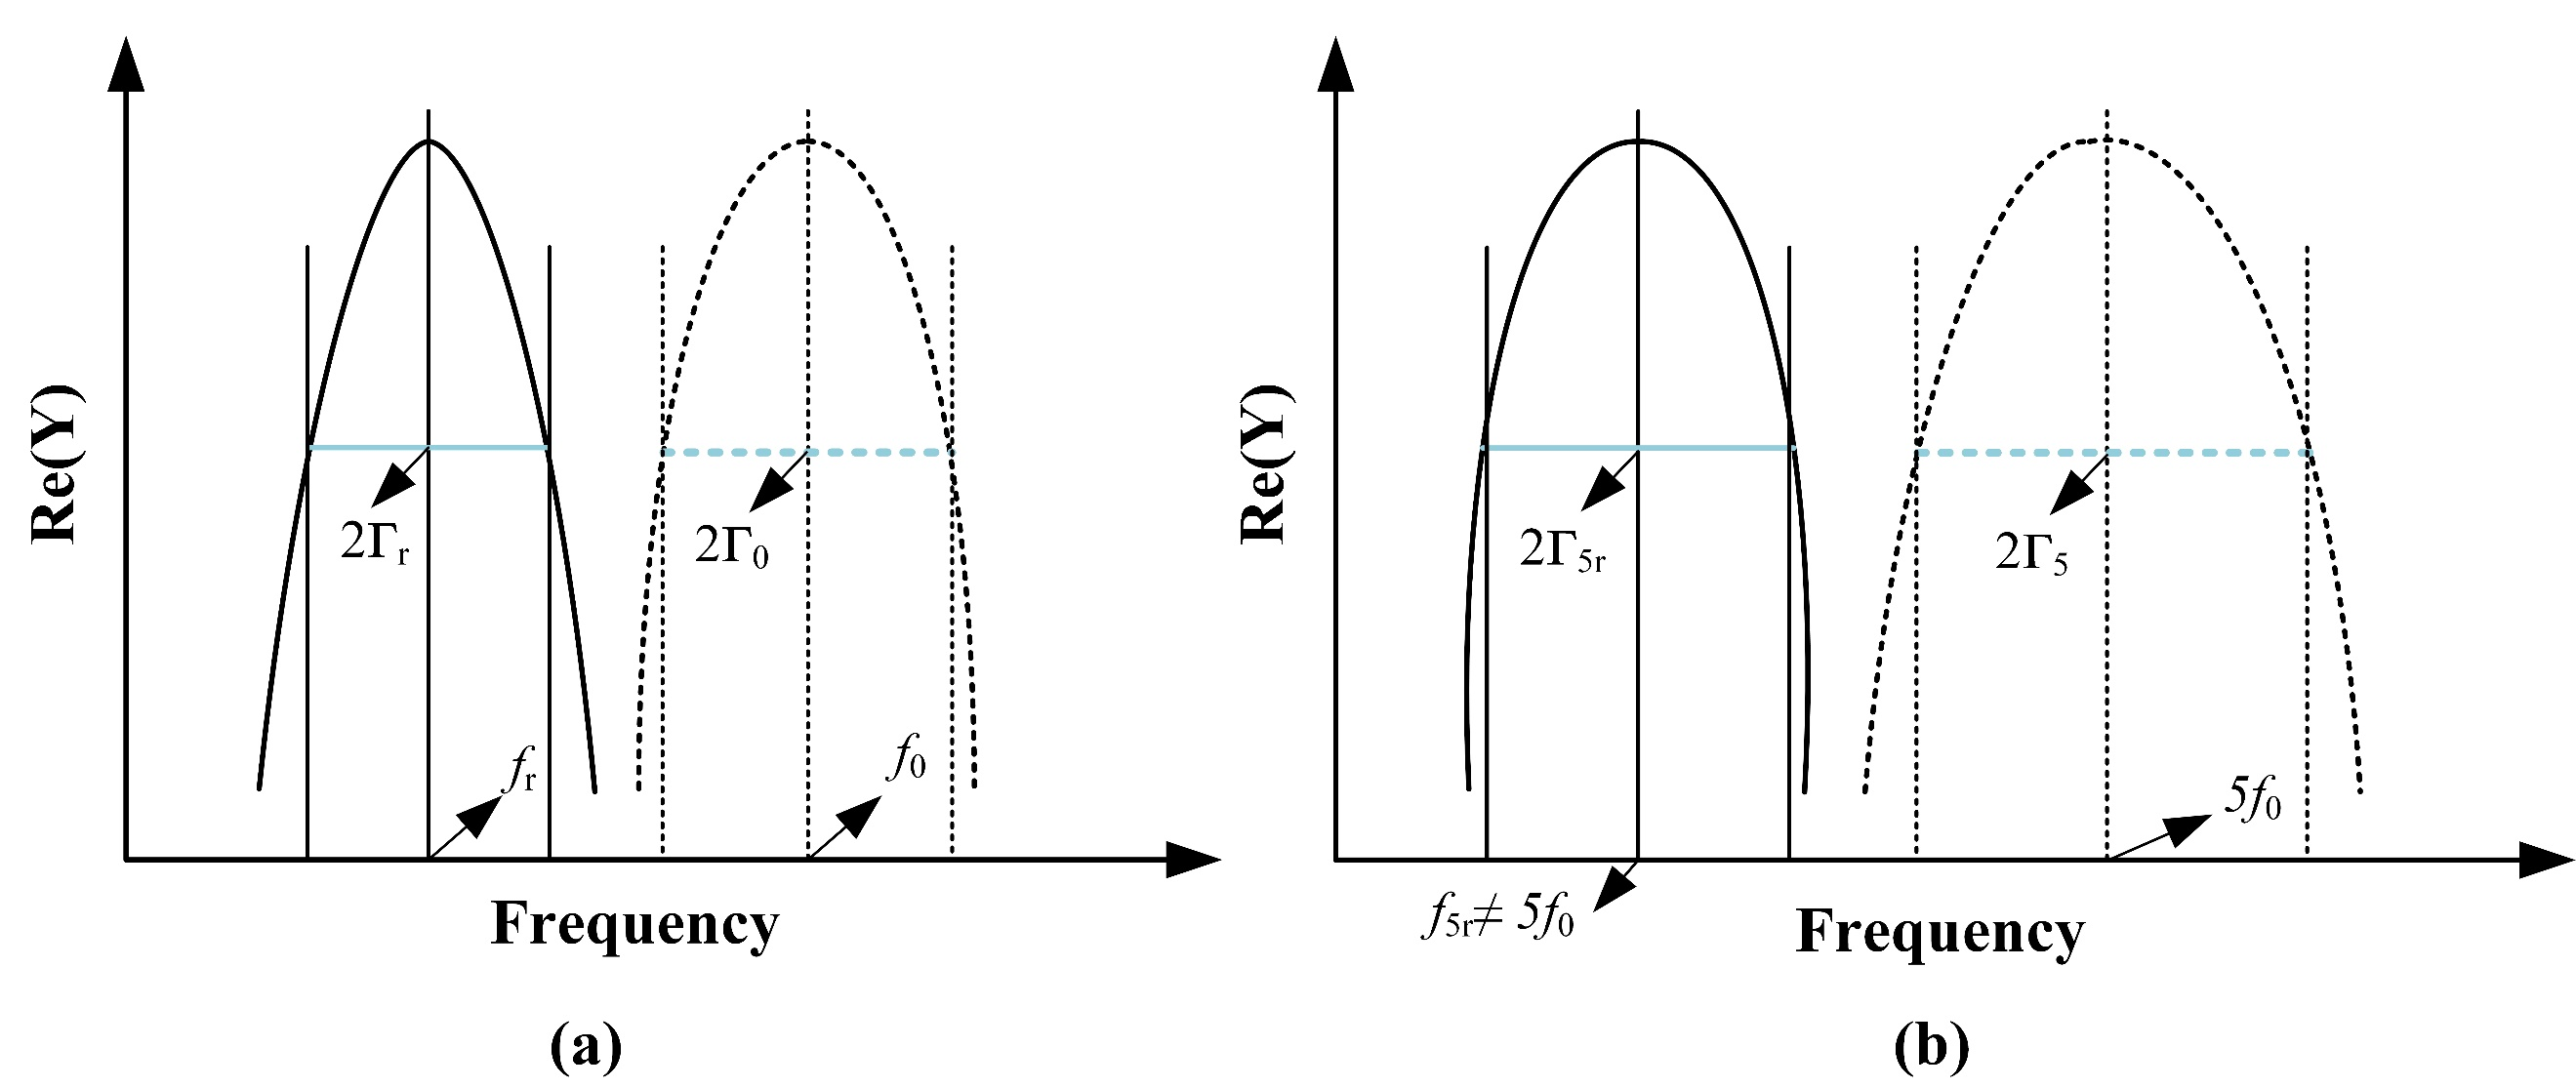 Re(Y)
2Γr
2Γ0
fr
f0
Frequency
(a)
Re(Y)
2Γ5r
2Γ5
5f0
f5r≠ 5f0
Frequency
(b)